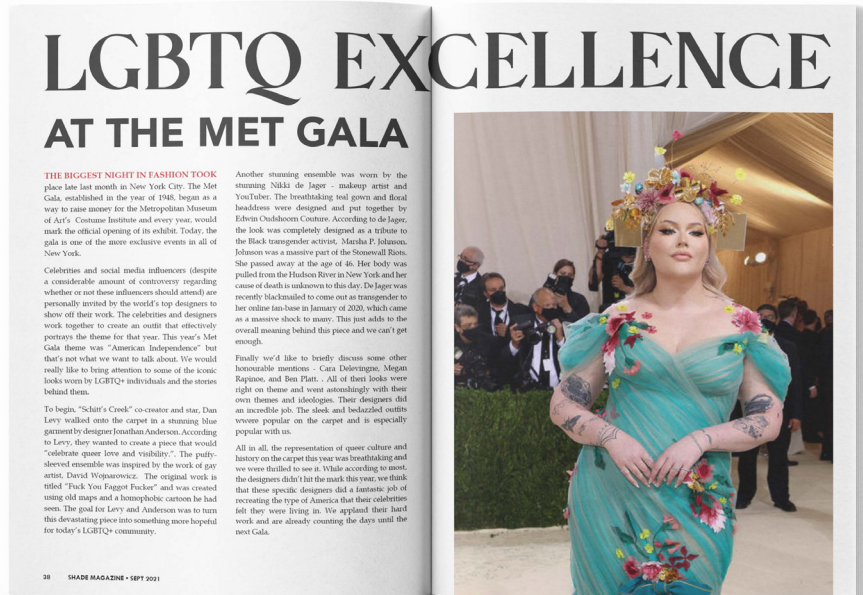 LGBTQ EXCELLENCE
AT THE MET GALA
THE BIGGEST NIGHT IN FASHION TOOK
place late last month in New York City. The Met
Gala, established in the year of 1948, began as a
way to raise money for the Metropolitan Museum
of Art's Costume Institute and every year, would
mark the official opening of its exhibit. Today, the
gala is one of the more exclusive events in all of
New York.
Celebrities and social media influencers (despite
a considerable amount of controversy regarding
whether or not these influencers should attend) are
personally invited by the world's top designers to
show off their work. The celebrities and designers
work together to create an outfit that effectively
portrays the theme for that year. This year's Met
Gala theme was "American Independence" but
that's not what we want to talk about. We would
really like to bring attention to some of the iconic
looks worn by LGBTQ+ individuals and the stories
behind them.
To begin, "Schitt's Creek" co-creator and star, Dan
Levy walked onto the carpet in a stunning blue
garment by designer Jonathan Anderson. According
to Levy, they wanted to create a piece that would
"celebrate queer love and visibility.". The puffy-
sleeved ensemble was inspired by the work of gay
artist, David Wojnarowicz. The original work is
titled "Fuck You Faggot Fucker" and was created
using old maps and a homophobic cartoon he had
seen. The goal for Levy and Anderson was to turn
this devastating piece into something more hopeful
for today's LGBTQ+ community.
Another stunning ensemble was worn by the
stunning Nikki de Jager - makeup artist and
YouTuber. The breathtaking teal gown and floral
headdress were designed and put together by
Edwin Oudshoorn Couture. According to de Jager,
the look was completely designed as a tribute to
the Black transgender activist, Marsha P. Johnson.
Johnson was a massive part of the Stonewall Riots.
She passed away at the age of 46. Her body was
pulled from the Hudson River in New York and her
cause of death is unknown to this day. De Jager was
recently blackmailed to come out as transgender to
her online fan-base in January of 2020, which came
as a massive shock to many. This just adds to the
overall meaning behind this piece and we can't get
enough.
Finally we'd like to briefly discuss some other
honourable mentions - Cara Delevingne, Megan
Rapinoe, and Ben Platt. . All of theri looks were
right on theme and went astonishingly with their
own themes and ideologies. Their designers did
an incredible job. The sleek and bedazzled outfits
wwere popular on the carpet and is especially
popular with us.
All in all, the representation of queer culture and
history on the carpet this year was breathtaking and
we were thrilled to see it. While according to most,
the designers didn't hit the mark this year, we think
that these specific designers did a fantastic job of
recreating the type of America that their celebrities
felt they were living in. We applaud their hard
work and are already counting the days until the
next Gala.
38 SHADE MAGAZINE • SEPT 2021